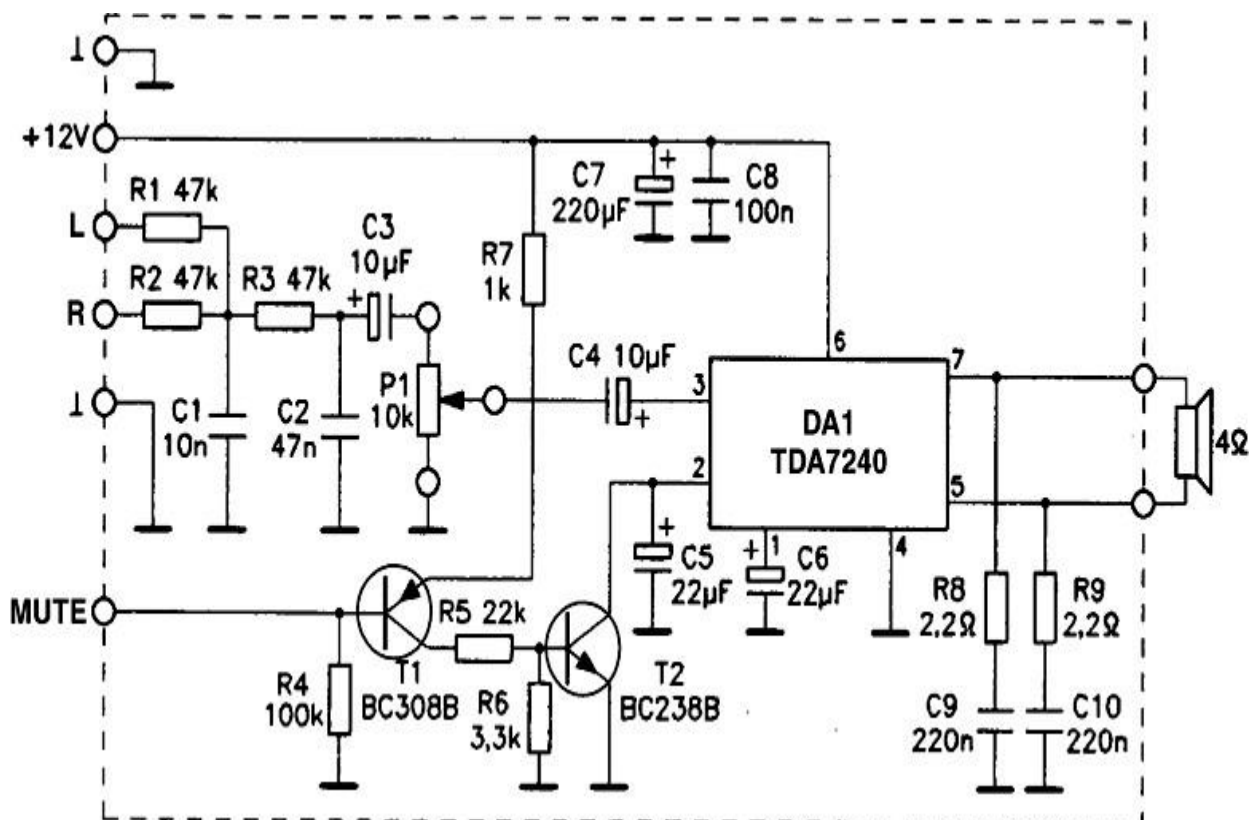 ⊥
+12V
R1 47k
L
R2 47k
R
R3 47k
C3
10µF
⊥
C1
10n
C2
47n
P1
10k
R7
1k
C7
220µF
+
C8
100n
+
C4 10µF
+
3
6
7
DA1
TDA7240
2
5
1
4
4Ω
+
C5
22µF
+
C6
22µF
MUTE
R4
100k
T1
BC308B
R5 22k
R6
3,3k
T2
BC238B
R8
2,2Ω
R9
2,2Ω
C9
220n
C10
220n